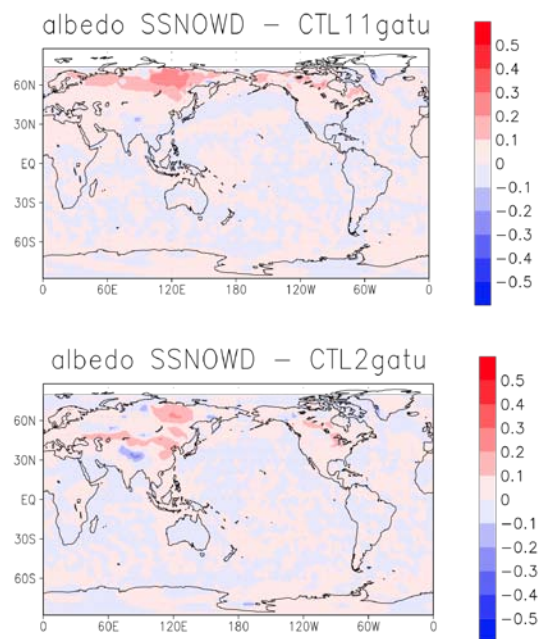 albedo SSNOWD – CTL11gatu
60N
30N
EQ
30S
60S
0 60E 120E 180 120W 60W 0
0.5
0.4
0.3
0.2
0.1
0
−0.1
−0.2
−0.3
−0.4
−0.5
albedo SSNOWD – CTL2gatu
60N
30N
EQ
30S
60S
0 60E 120E 180 120W 60W 0
0.5
0.4
0.3
0.2
0.1
0
−0.1
−0.2
−0.3
−0.4
−0.5